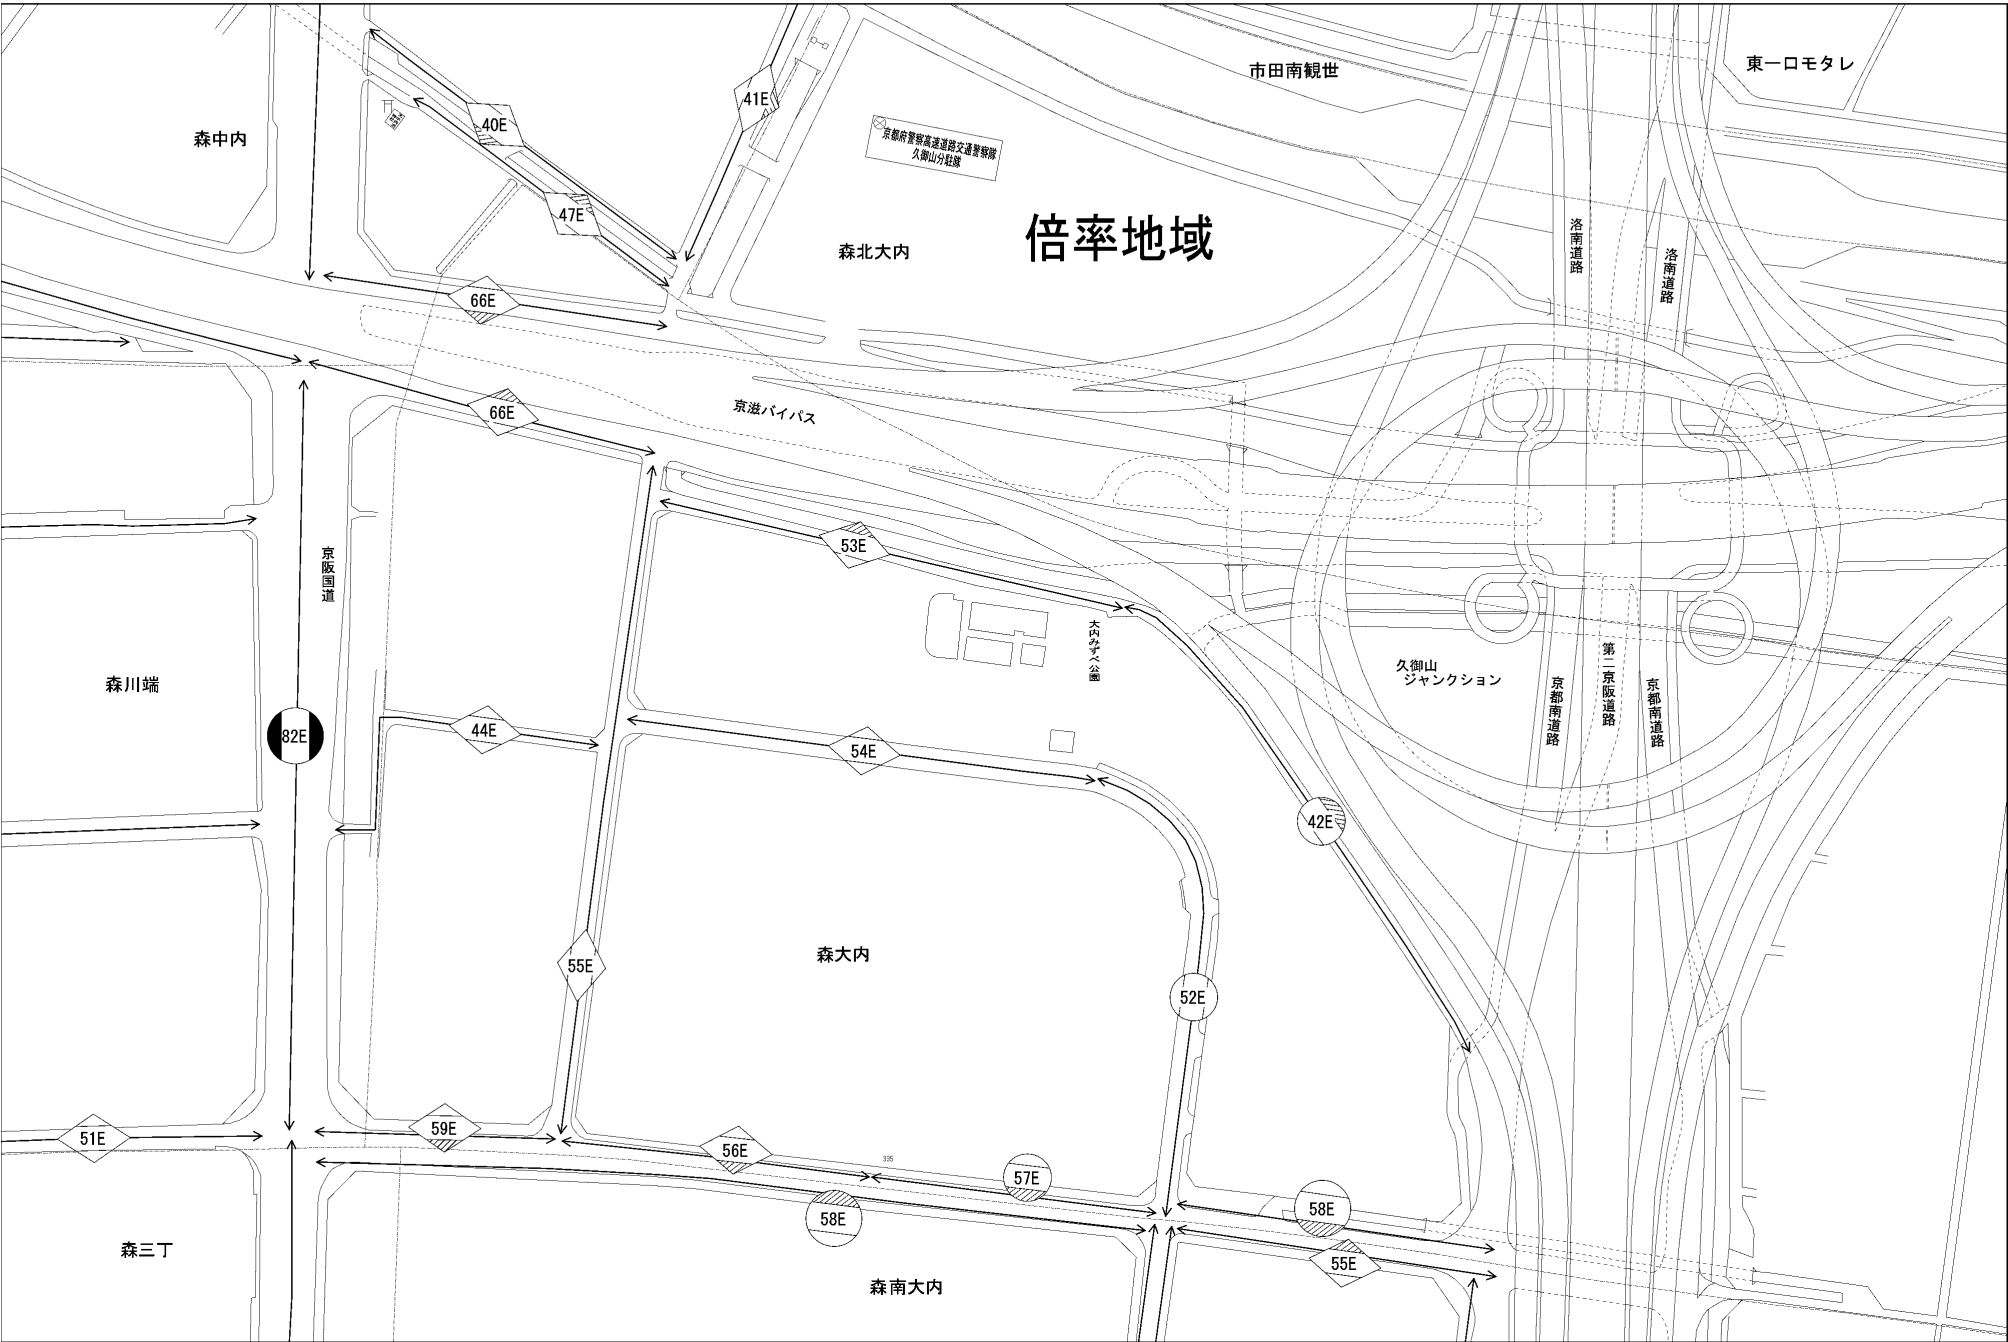 市田南観世
東一口モタレ
40E
41E
森中内
京都府警察高速道路交通警察隊
久御山分駐隊
47E
森北大内
倍率地域
洛南道路
洛南道路
66E
66E
京滋バイパス
53E
京阪国道
大内みずべ公園
久御山
ジャンクション
第二京阪道路
京都南道路
京都南道路
森川端
82E
44E
54E
42E
森大内
55E
52E
51E
59E
56E
335
57E
58E
58E
55E
森三丁
森南大内